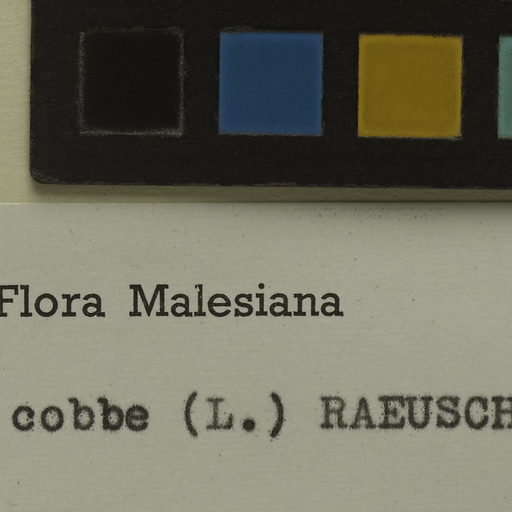 Flora Malesiana
cobbe (L.) RAEUSCH